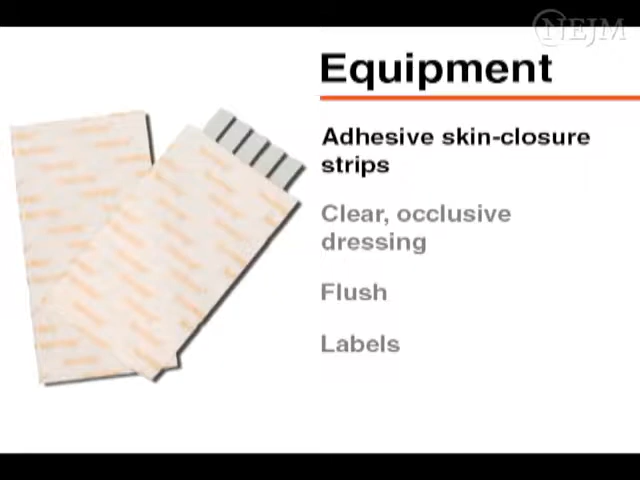 NEJM
Equipment
Adhesive skin-closure
strips
Clear, occlusive
dressing
Flush
Labels